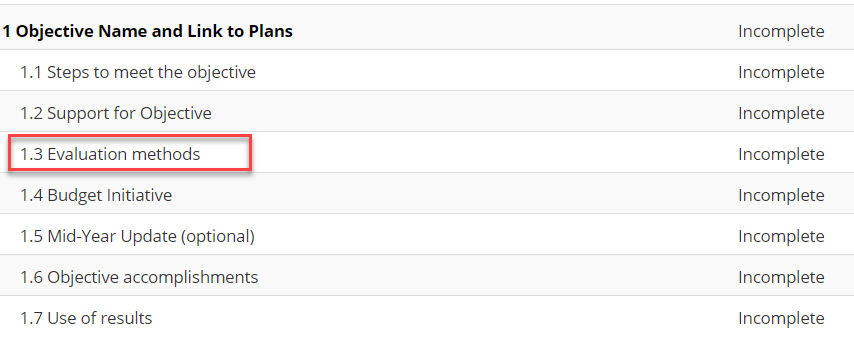 1 Objective Name and Link to Plans Incomplete
1.1 Steps to meet the objective Incomplete
1.2 Support for Objective Incomplete
1.3 Evaluation methods Incomplete
1.4 Budget Initiative Incomplete
1.5 Mid-Year Update (optional) Incomplete
1.6 Objective accomplishments Incomplete
1.7 Use of results Incomplete